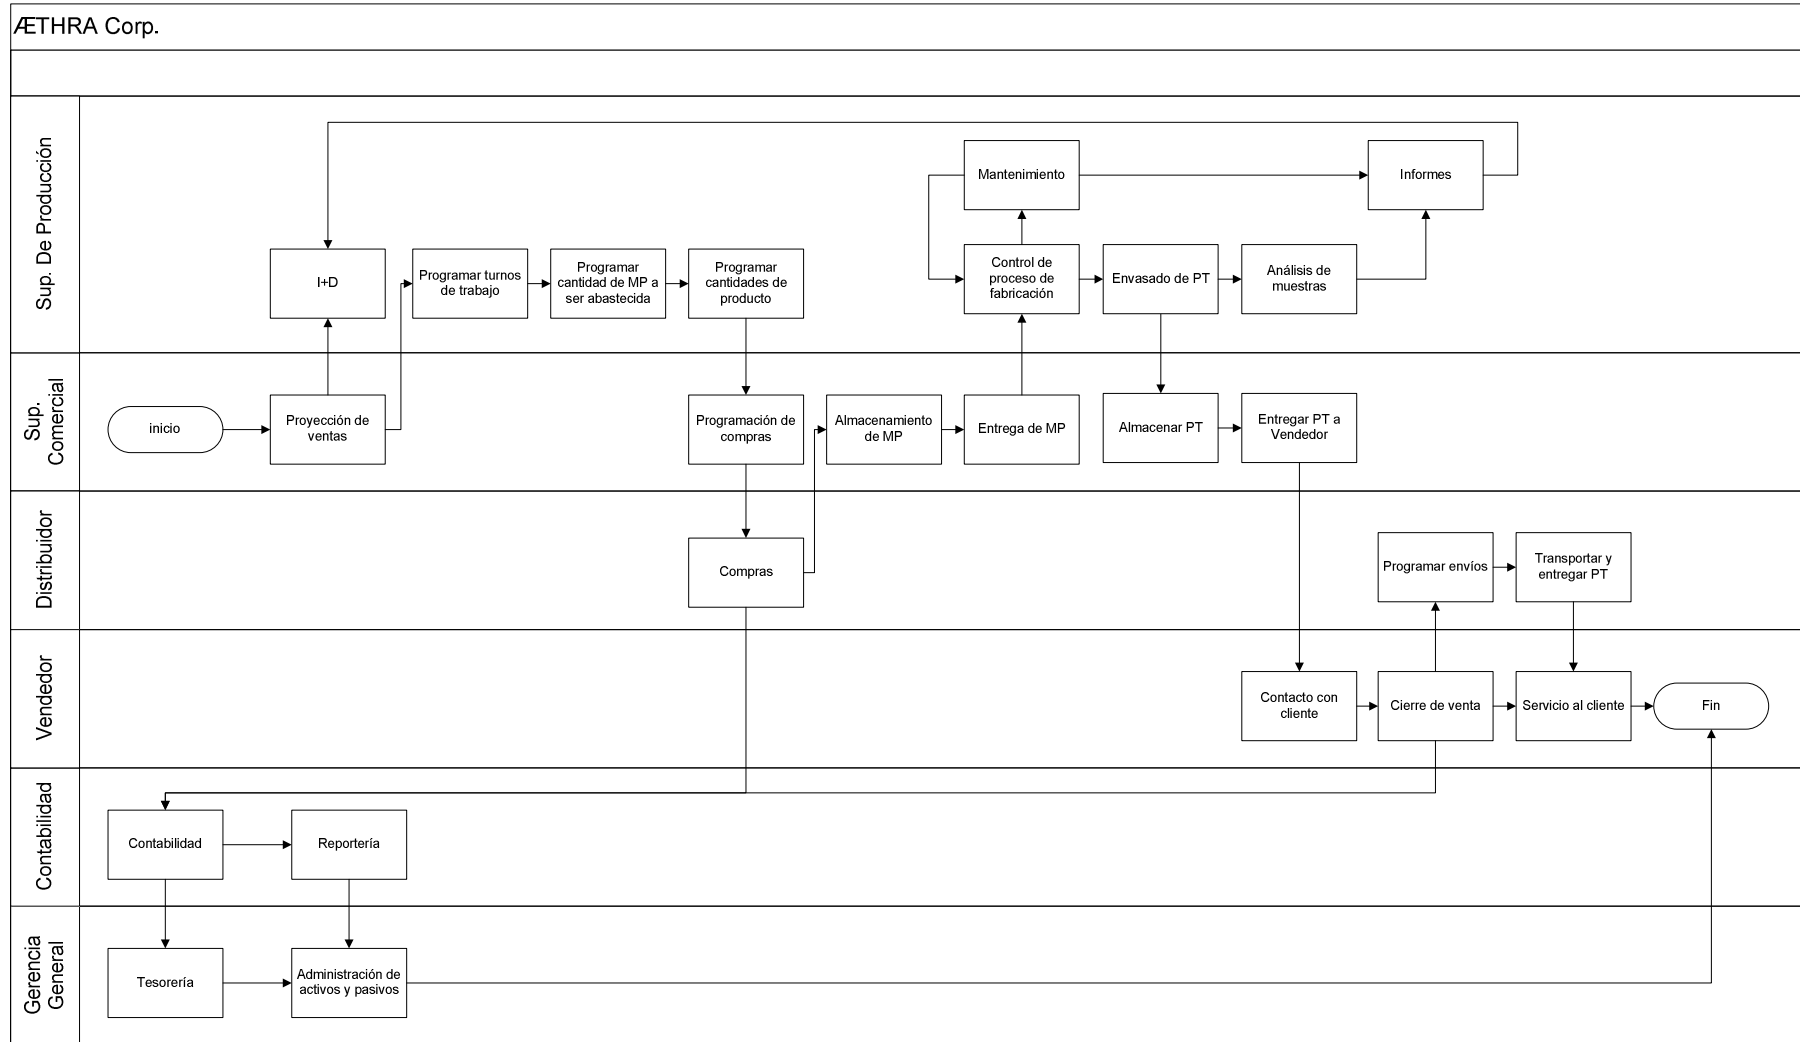 ÆTHRA Corp.
Sup. De Producción
Mantenimiento
Informes
I+D
Programar turnos
de trabajo
Programar
cantidad de MP a
ser abastecida
Programar
cantidades de
producto
Control de
proceso de
fabricación
Envasado de PT
Análisis de
muestras
Sup.
Comercial
inicio
Proyección de
ventas
Programación de
compras
Almacenamiento
de MP
Entrega de MP
Almacenar PT
Entregar PT a
Vendedor
Distribuidor
Compras
Programar envíos
Transportar y
entregar PT
Vendedor
Contacto con
cliente
Cierre de venta
Servicio al cliente
Fin
Contabilidad
Contabilidad
Reportería
Gerencia
General
Tesorería
Administración de
activos y pasivos